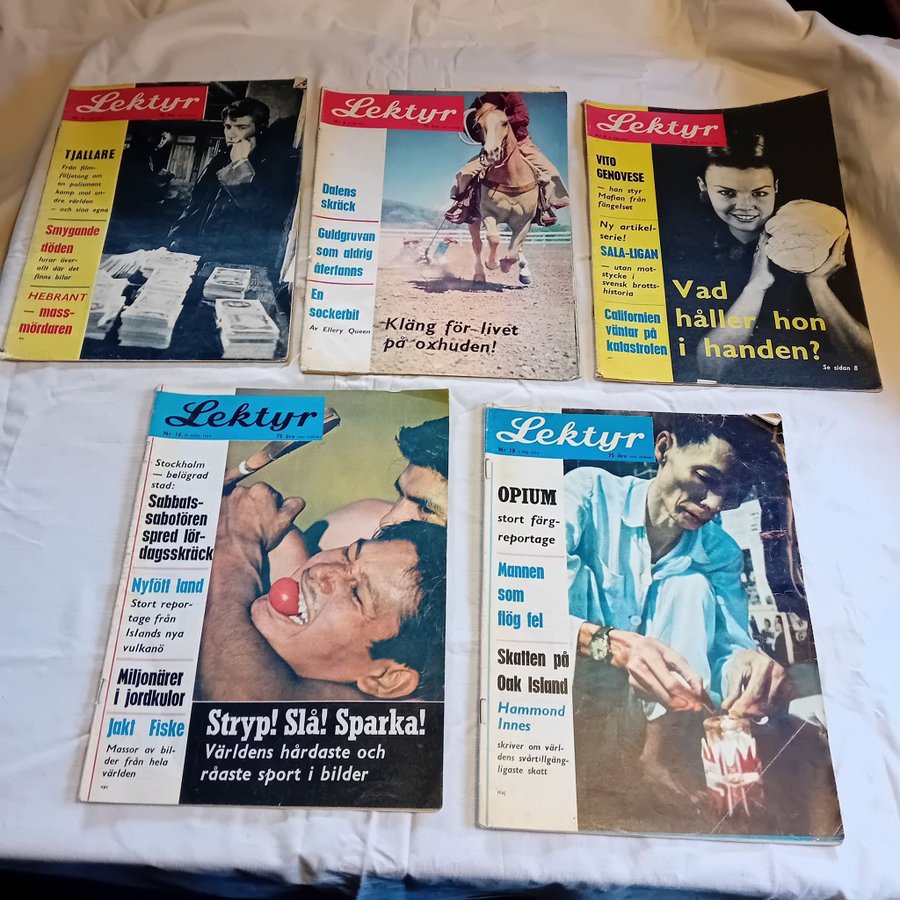 Lektyr
TJALLARE
Från film-
följetong om
en polismans
kamp mot un-
dre världen
— och sina egna
Smygande
döden
lurar över-
allt där det
finns bilar
HEBRANT
— mass-
mördaren
Lektyr
Dalens
skräck
Guldgruvan
som aldrig
återfanns
En
sockerbit
Av Ellery Queen
Kläng för livet
på oxhuden!
Lektyr
VITO
GENOVESE
— han styr
Mafian från
fängelset
Ny artikel-
serie!
SALA-LIGAN
— utan mot-
stycke i
svensk brotts-
historia
Californien
väntar på
katastrofen
Vad
håller hon
i handen?
Se sidan 8
Lektyr
Nr. 16
75 öre
Stockholm
— belägrad
stad:
Sabbats-
sabotören
spred lör-
dagsskräck
Nyfött land
Stort repor-
tage från
Islands nya
vulkanö
Miljonärer
i jordkulor
Jakt Fiske
Massor av bil-
der från hela
världen
apr
Stryp! Slå! Sparka!
Världens hårdaste och
råaste sport i bilder
Lektyr
Nr. 18
75 öre
OPIUM
stort färg-
reportage
Mannen
som
flög fel
Skatten på
Oak Island
Hammond
Innes
skriver om värl-
dens svårtillgäng-
ligaste skatt
maj